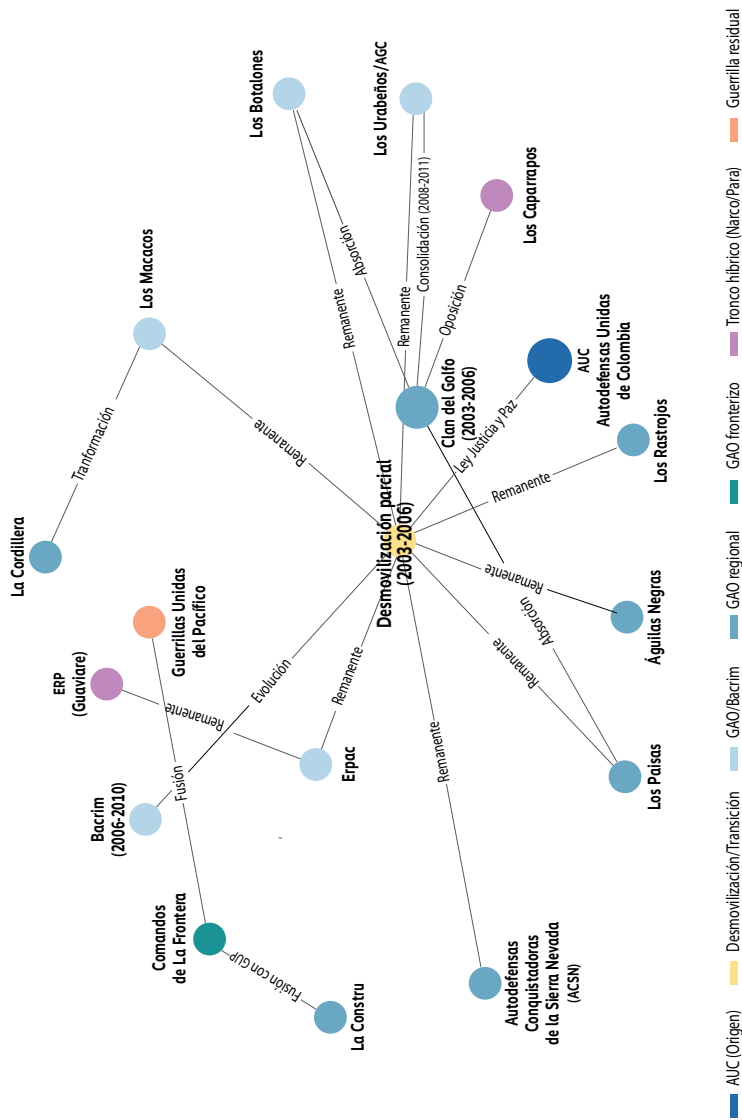 La Cordillera
Tranformación
Los Macacos
Los Botalones
Los Urabeños/AGC
Los Caparrapos
Remanente
Remanente
Absorción
Remanente
Consolidación (2008-2011)
Oposición
Guerrillas Unidas
del Pacífico
ERP
(Guaviare)
Remanente
Fusión
Evolución
Bacrim
(2006-2010)
Erpac
Remanente
Desmovilización parcial
(2003-2006)
Clan del Golfo
(2003-2006)
Ley Justicia y Paz
AUC
Autodefensas Unidas
de Colombia
Comandos
de La Frontera
Fusión con GUP
La Constru
Remanente
Autodefensas
Conquistadoras
de la Sierra Nevada
(ACSN)
Remanente
Absorción
Los Paisas
Remanente
Águilas Negras
Remanente
Los Rastrojos
AUC (Origen)
Desmovilización/Transición
GAO/Bacrim
GAO regional
GAO fronterizo
Tronco híbrico (Narco/Para)
Guerrilla residual